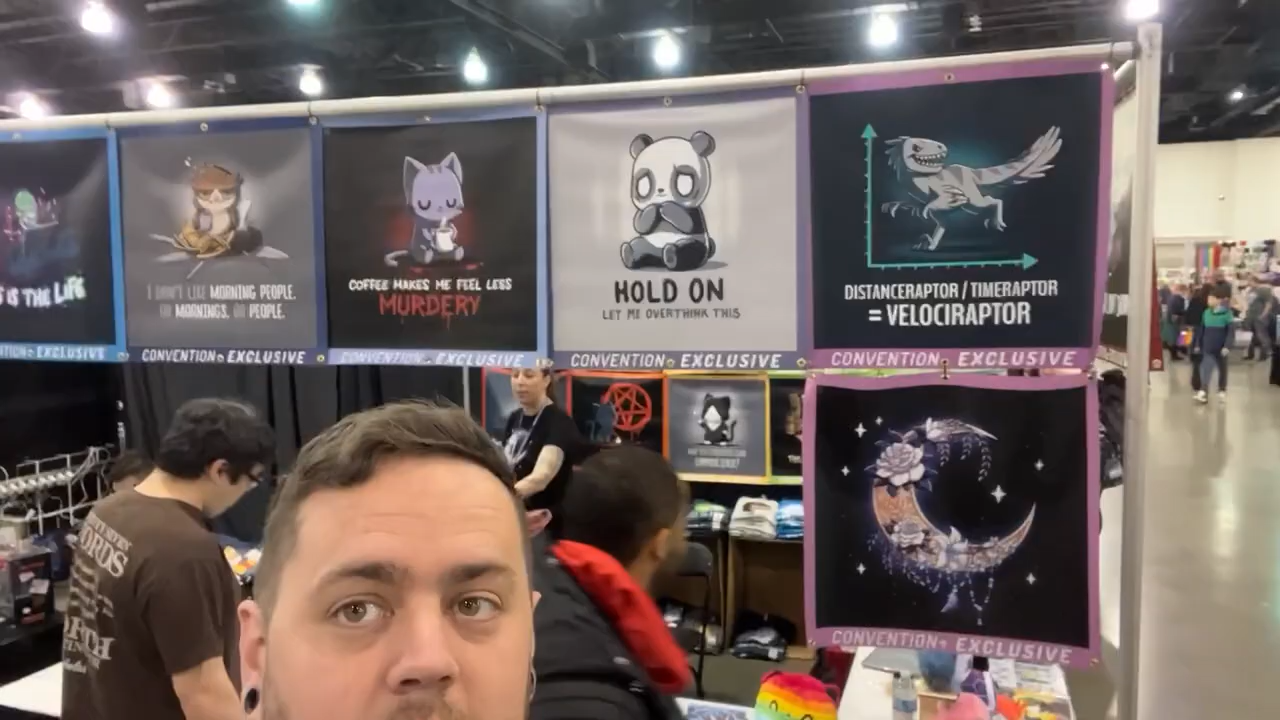 IS THE LIFE
CONVENTION EXCLUSIVE
I DON'T LIKE MORNING PEOPLE.
OR MORNINGS. OR PEOPLE.
CONVENTION EXCLUSIVE
COFFEE MAKES ME FEEL LESS
MURDERY
CONVENTION EXCLUSIVE
HOLD ON
LET ME OVERTHINK THIS
CONVENTION EXCLUSIVE
DISTANCERAPTOR / TIMERAPTOR
= VELOCIRAPTOR
CONVENTION EXCLUSIVE
CONVENTION EXCLUSIVE